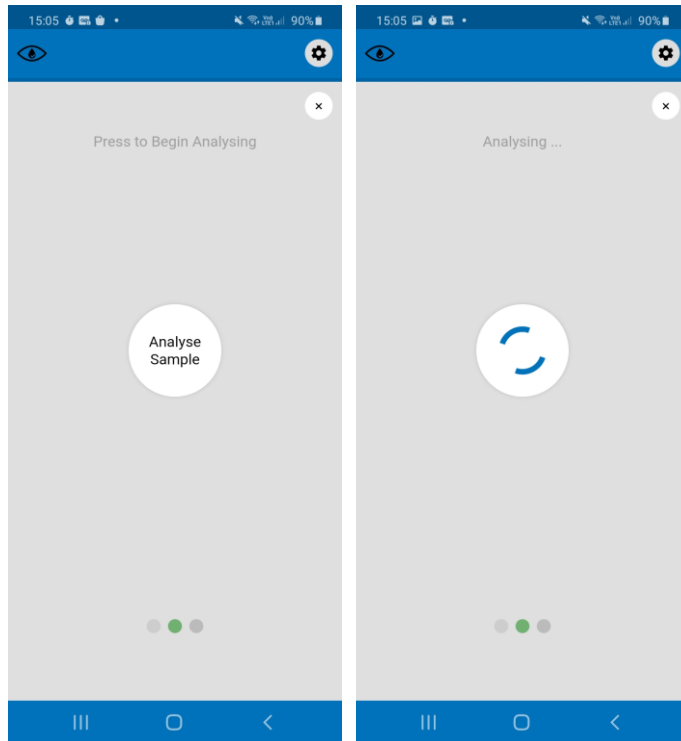 15:05
90%
×
Press to Begin Analysing
Analyse
Sample
15:05
90%
×
Analysing ...